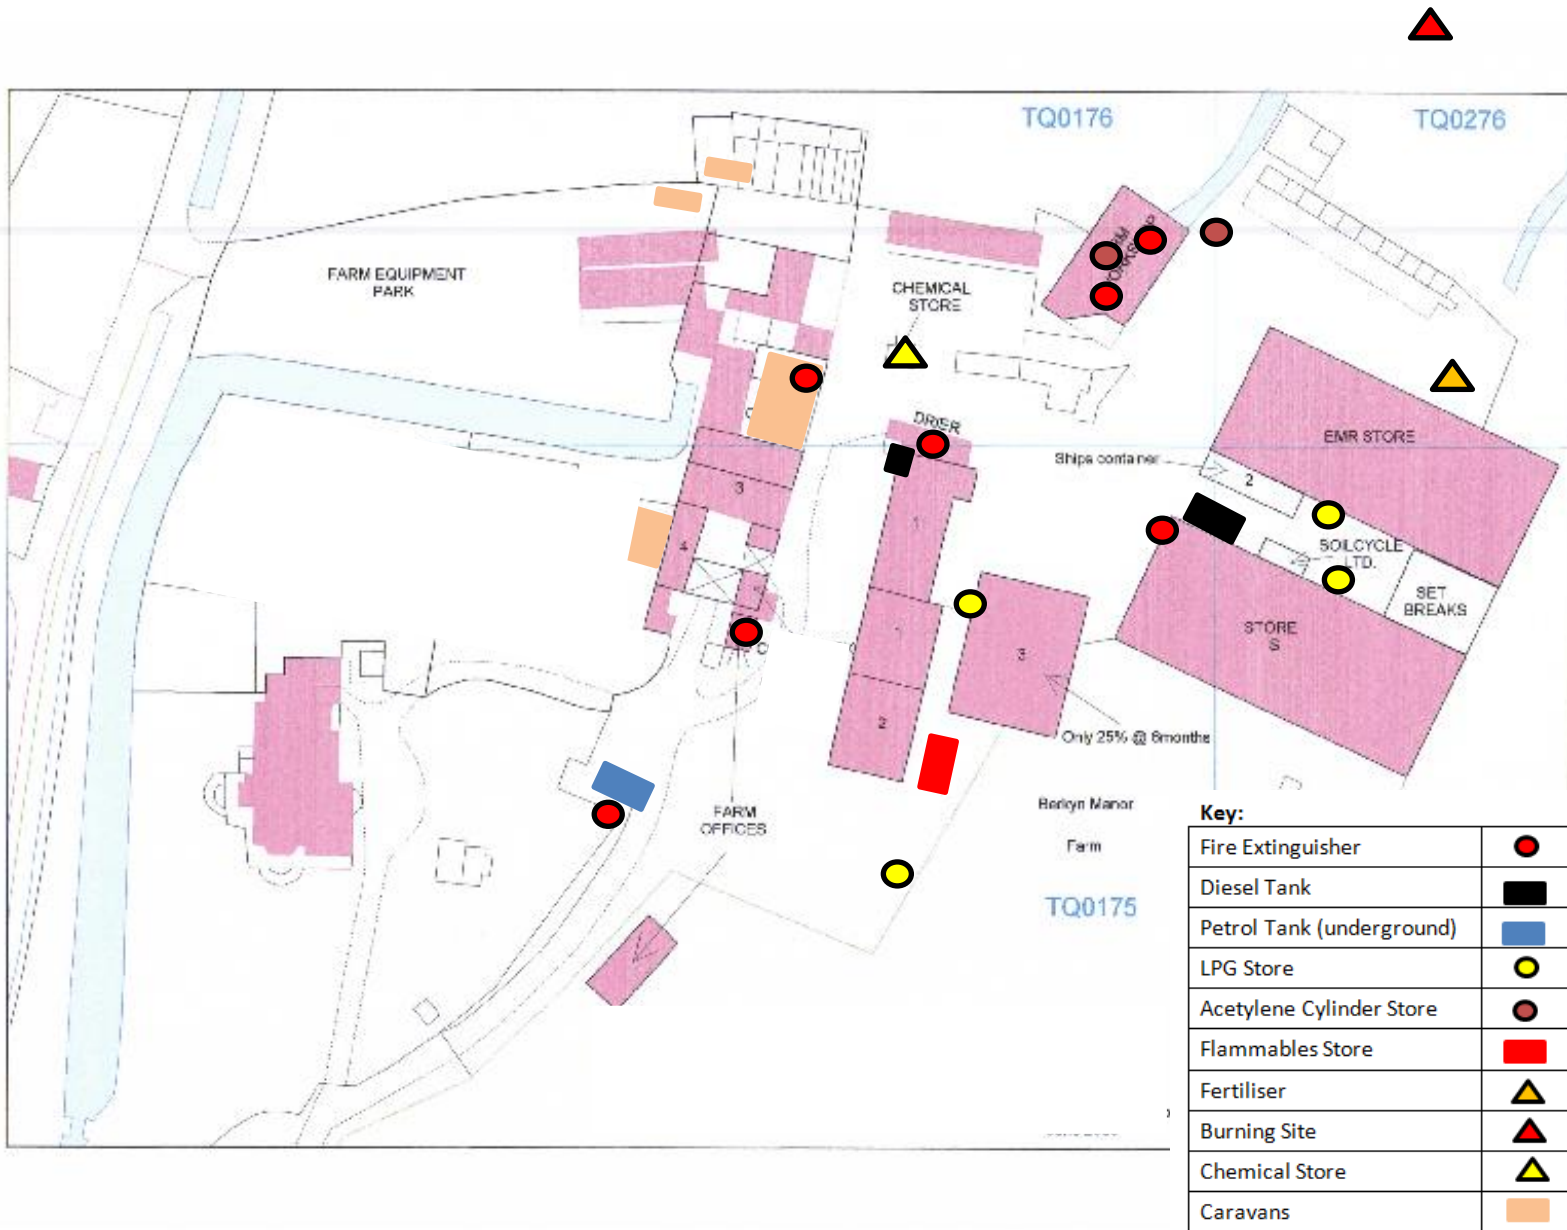 TQ0176
TQ0276
FARM EQUIPMENT
PARK
CHEMICAL
STORE
DRIER
EMR STORE
Ships container
2
3
1
4
SOILCYCLE
LTD.
SET
BREAKS
STORE
S
1
3
2
C
Only 25% @ 6months
FARM
OFFICES
Berkyn Manor
Farm
TQ0175
Key:
Fire Extinguisher
Diesel Tank
Petrol Tank (underground)
LPG Store
Acetylene Cylinder Store
Flammables Store
Fertiliser
Burning Site
Chemical Store
Caravans